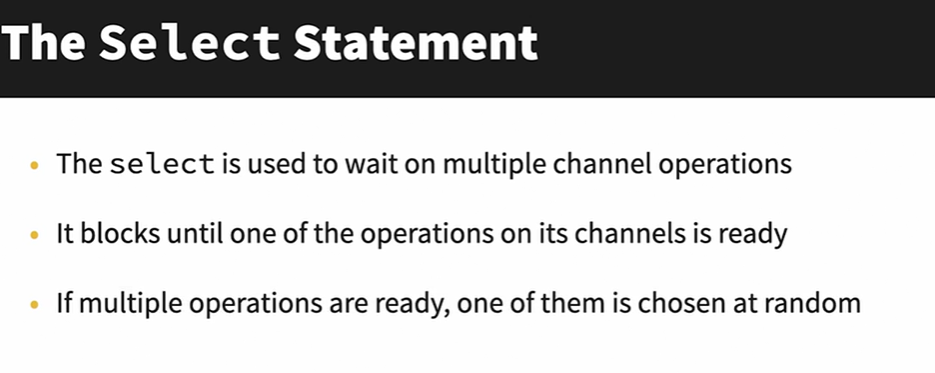 The Select Statement
• The select is used to wait on multiple channel operations
• It blocks until one of the operations on its channels is ready
• If multiple operations are ready, one of them is chosen at random